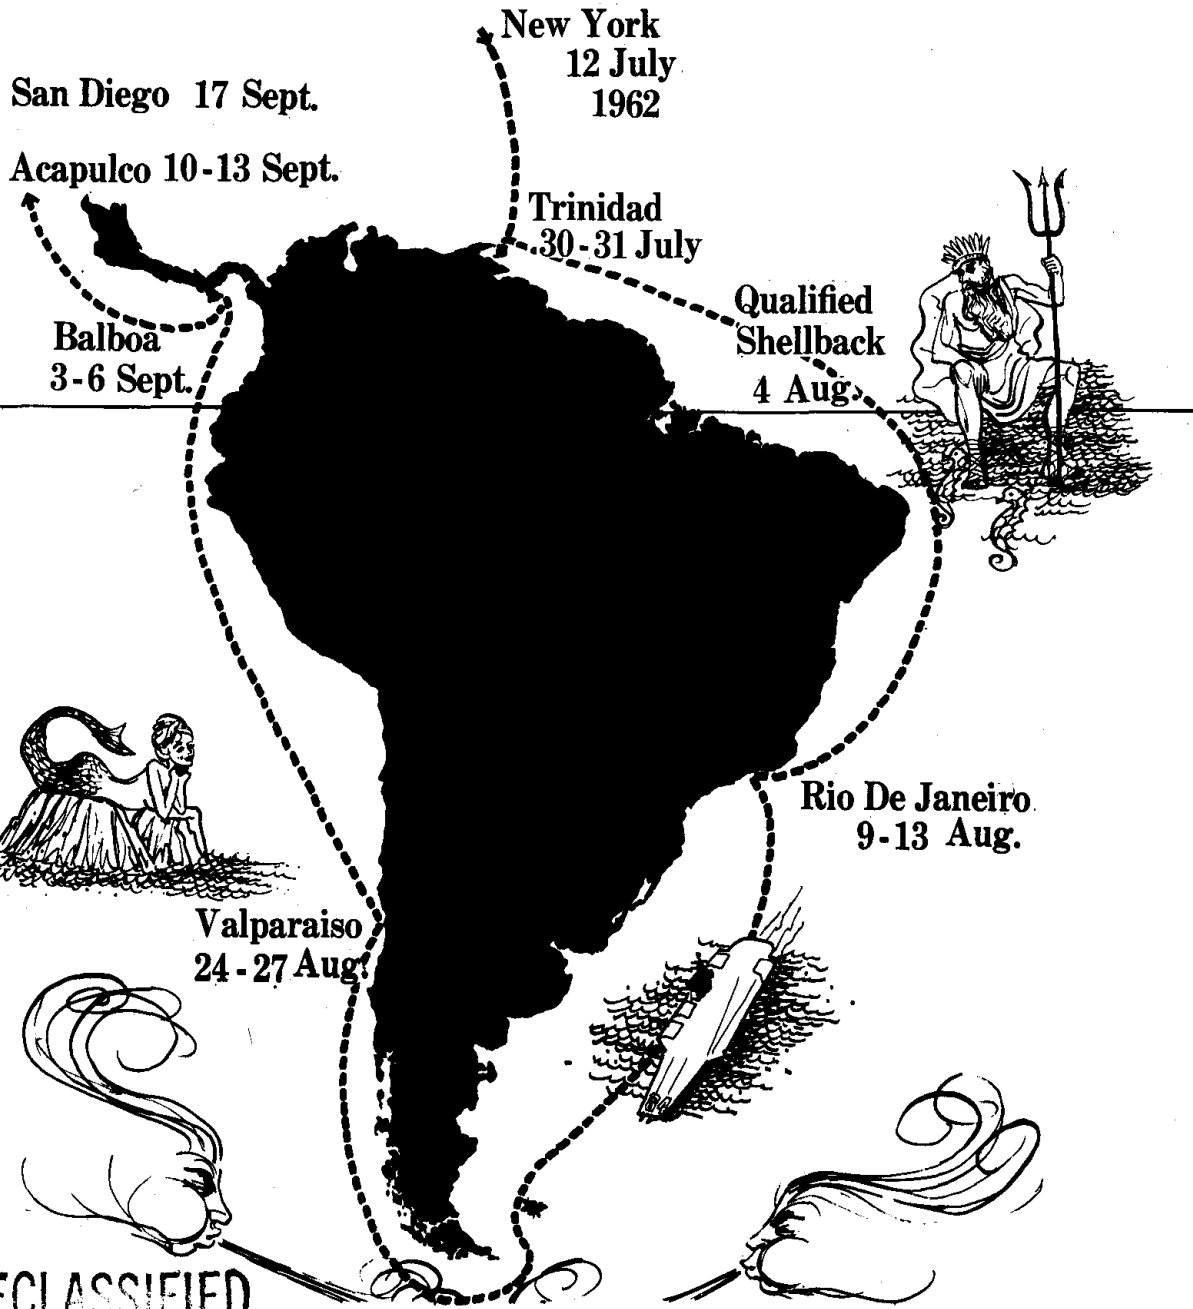 New York
12 July
1962
San Diego 17 Sept.
Acapulco 10-13 Sept.
Trinidad
30-31 July
Qualified
Shellback
4 Aug.
Balboa
3-6 Sept.
Rio De Janeiro
9-13 Aug.
Valparaiso
24-27 Aug.
ECLASSIFIED